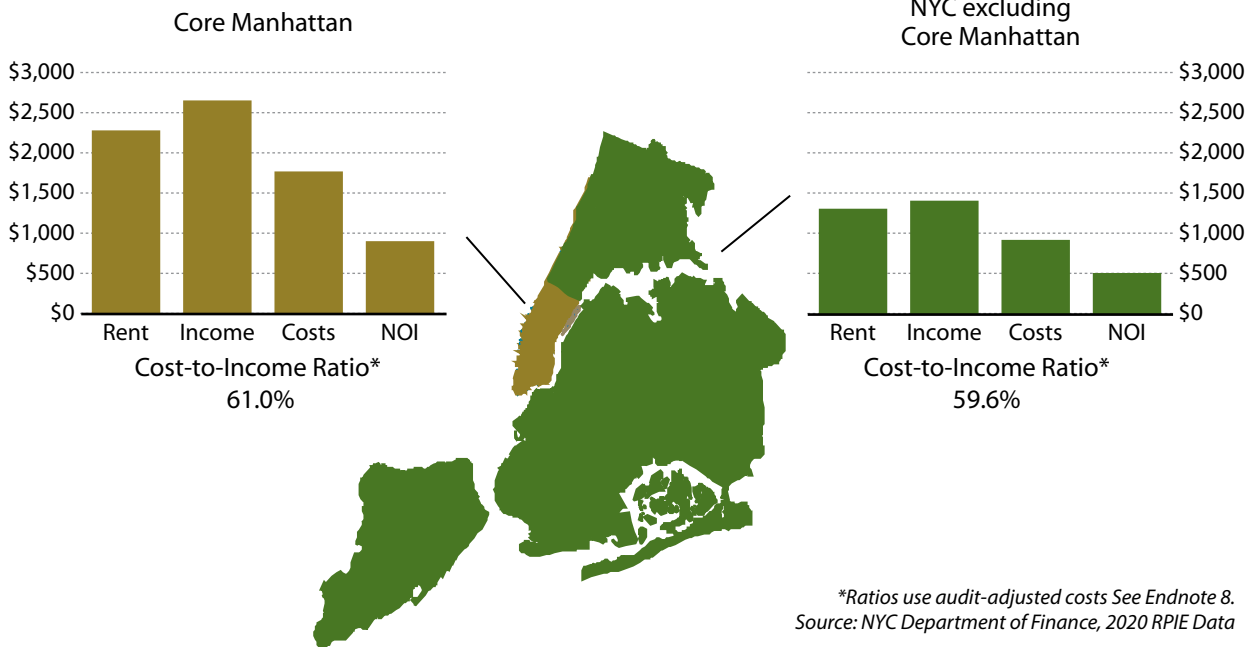 Core Manhattan
$3,000
$2,500
$2,000
$1,500
$1,000
$500
$0
Rent Income Costs NOI
Cost-to-Income Ratio*
61.0%
NYC excluding
Core Manhattan
$3,000
$2,500
$2,000
$1,500
$1,000
$500
$0
Rent Income Costs NOI
Cost-to-Income Ratio*
59.6%
*Ratios use audit-adjusted costs See Endnote 8.
Source: NYC Department of Finance, 2020 RPIE Data